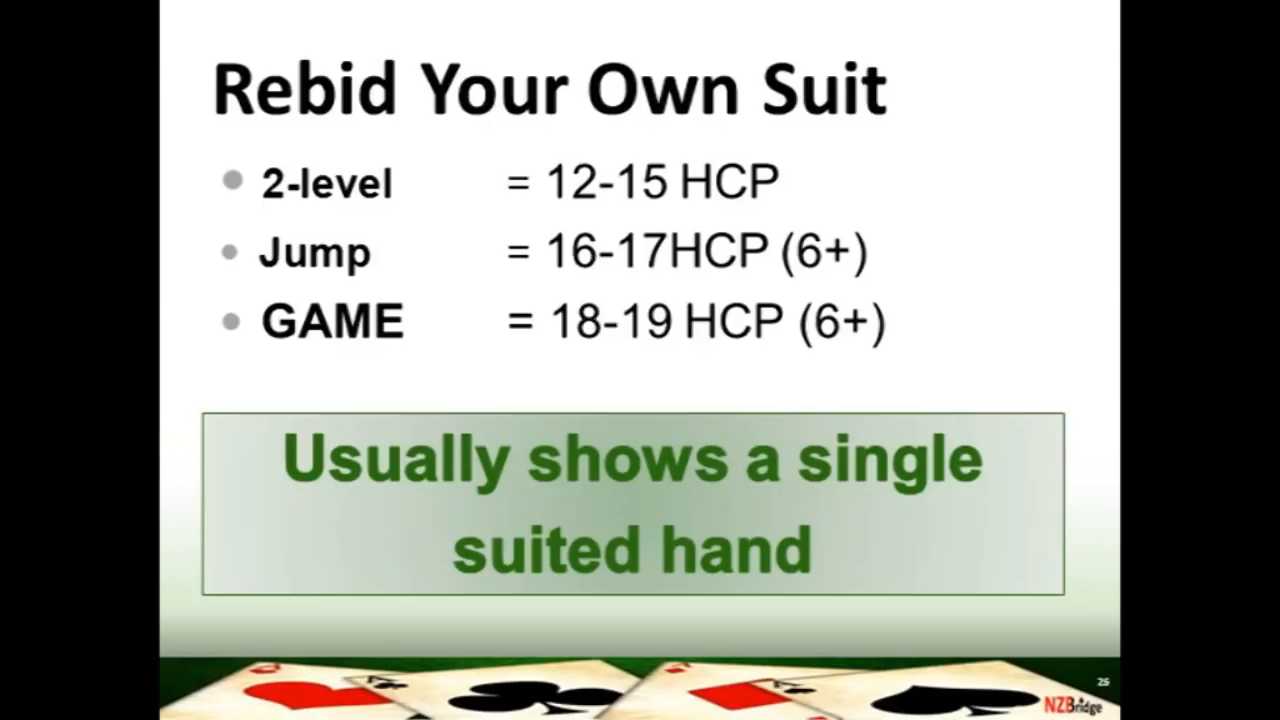 Rebid Your Own Suit
2-level = 12-15 HCP
Jump = 16-17HCP (6+)
GAME = 18-19 HCP (6+)
Usually shows a single
suited hand
25
NZBridge